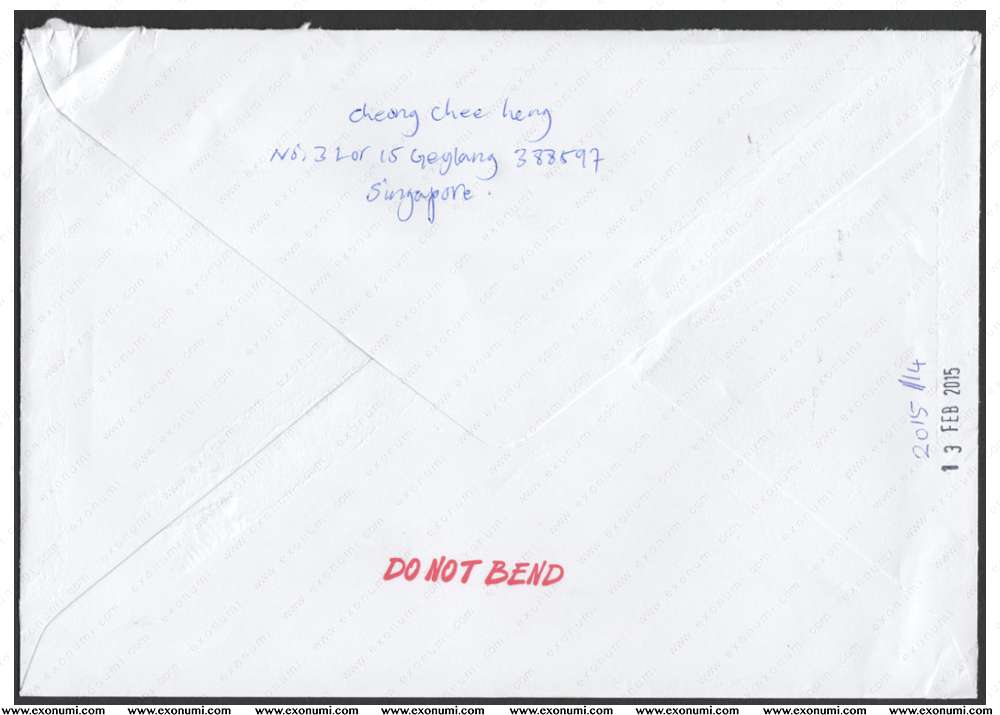 Cheong Chee heng
No. 3 Lor 15 Geylang 388597
Singapore.
2015 1/14
13 FEB 2015
DO NOT BEND
www.exonumi.com www.exonumi.com www.exonumi.com www.exonumi.com www.exonumi.com www.exonumi.com www.exonumi.com www.exonumi.com